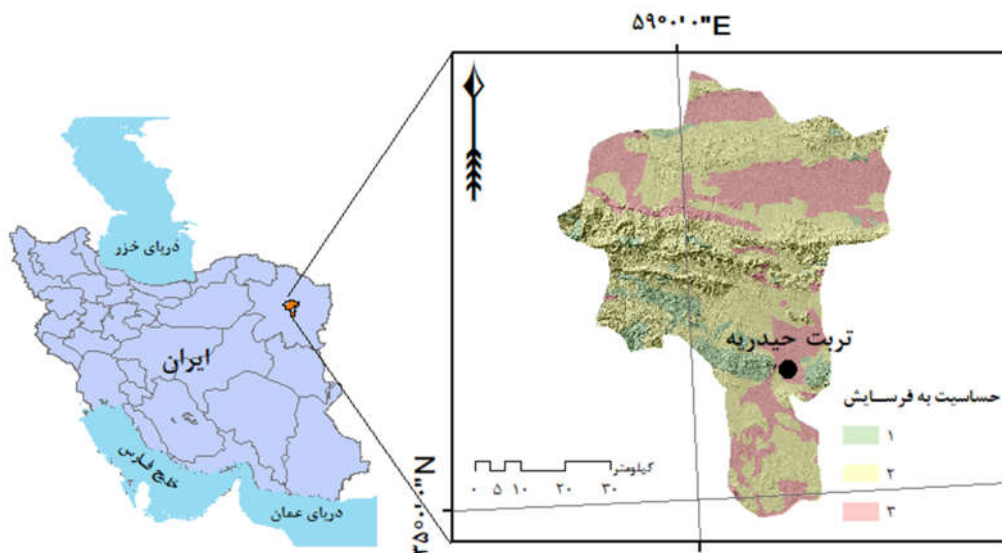 ۵۹°۰'۰"E
دریای خزر
ایران
خلیج فارس
دریای عمان
تربت حیدریه
حساسیت به فرسایش
۱
۲
۳
کیلومتر
۰ ۵ ۱۰ ۲۰ ۳۰
۳۵°۰'۰"N